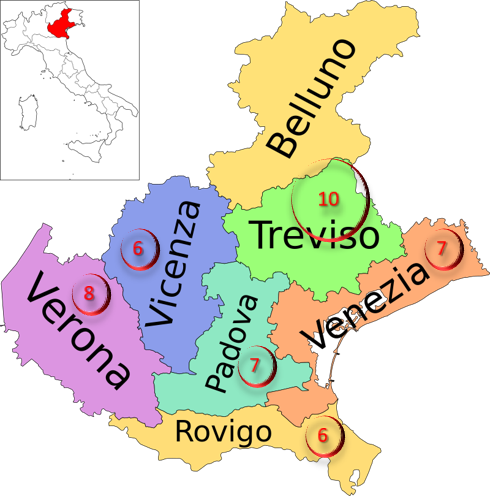 Belluno
10
Treviso
6
Vicenza
7
Venezia
8
Verona
Padova
7
Rovigo
6